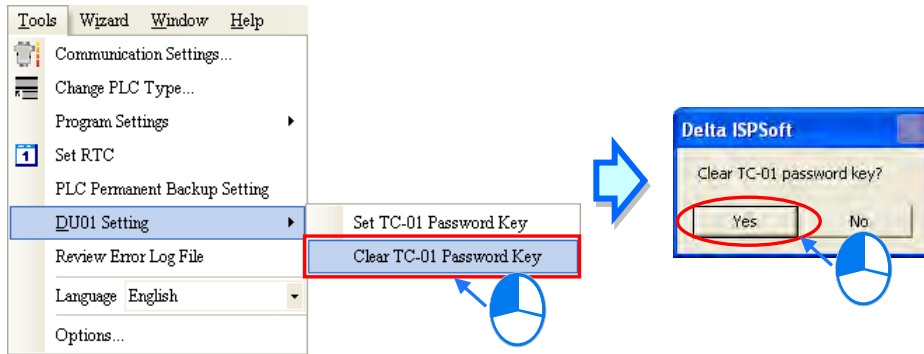 Tools Wizard Window Help
Communication Settings...
Change PLC Type...
Program Settings
1 Set RTC
PLC Permanent Backup Setting
DU01 Setting
Set TC-01 Password Key
Review Error Log File
Clear TC-01 Password Key
Language English
Options...
Delta ISPSoft
Clear TC-01 password key?
Yes No